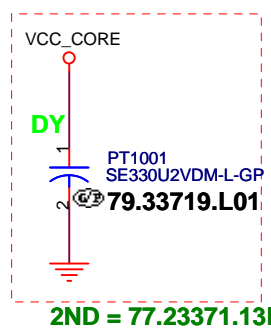 VCC_CORE
DY
1
PT1001
SE330U2VDM-L-GP
2
G/P 79.33719.L01
2ND = 77.23371.13